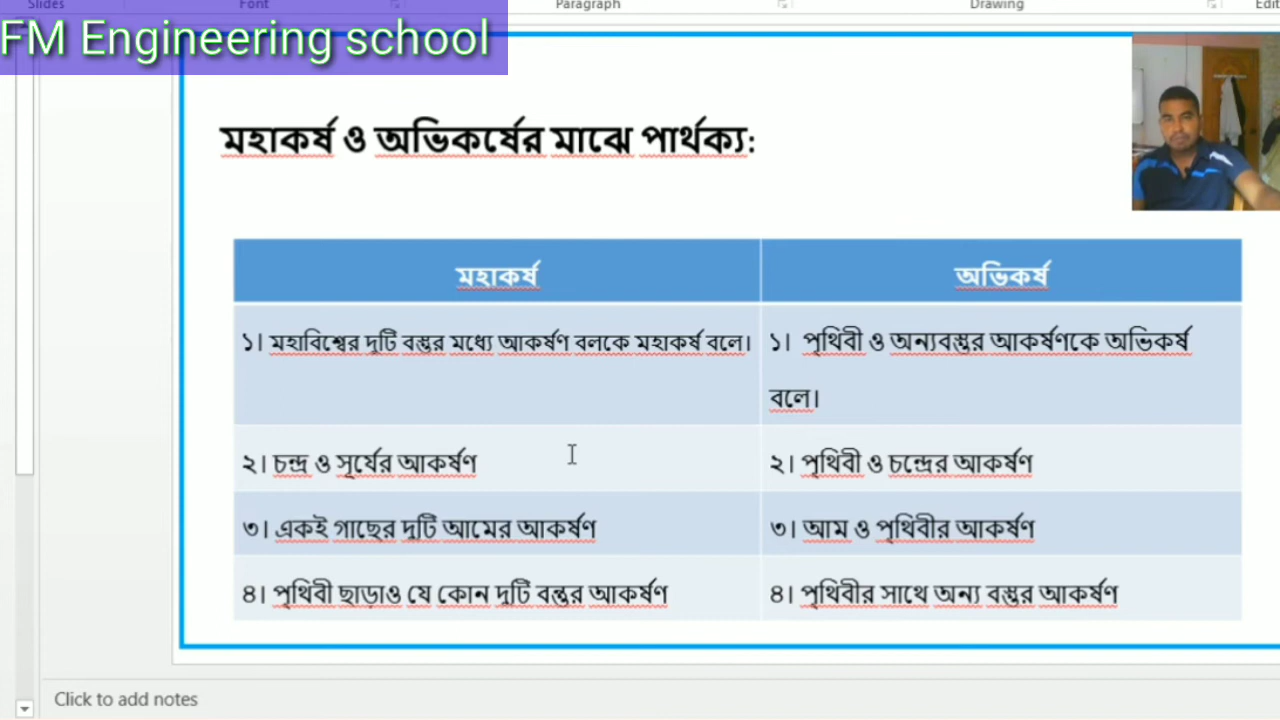 Slides Font Paragraph Drawing
FM Engineering school
মহাকর্ষ ও অভিকর্ষের মাঝে পার্থক্য:
মহাকর্ষ
অভিকর্ষ
১। মহাবিশ্বের দুটি বস্তুর মধ্যে আকর্ষণ বলকে মহাকর্ষ বলে।
১। পৃথিবী ও অন্যবস্তুর আকর্ষণকে অভিকর্ষ
বলে।
২। চন্দ্র ও সূর্যের আকর্ষণ
২। পৃথিবী ও চন্দ্রের আকর্ষণ
৩। একই গাছের দুটি আমের আকর্ষণ
৩। আম ও পৃথিবীর আকর্ষণ
৪। পৃথিবী ছাড়াও যে কোন দুটি বস্তুর আকর্ষণ
৪। পৃথিবীর সাথে অন্য বস্তুর আকর্ষণ
Click to add notes